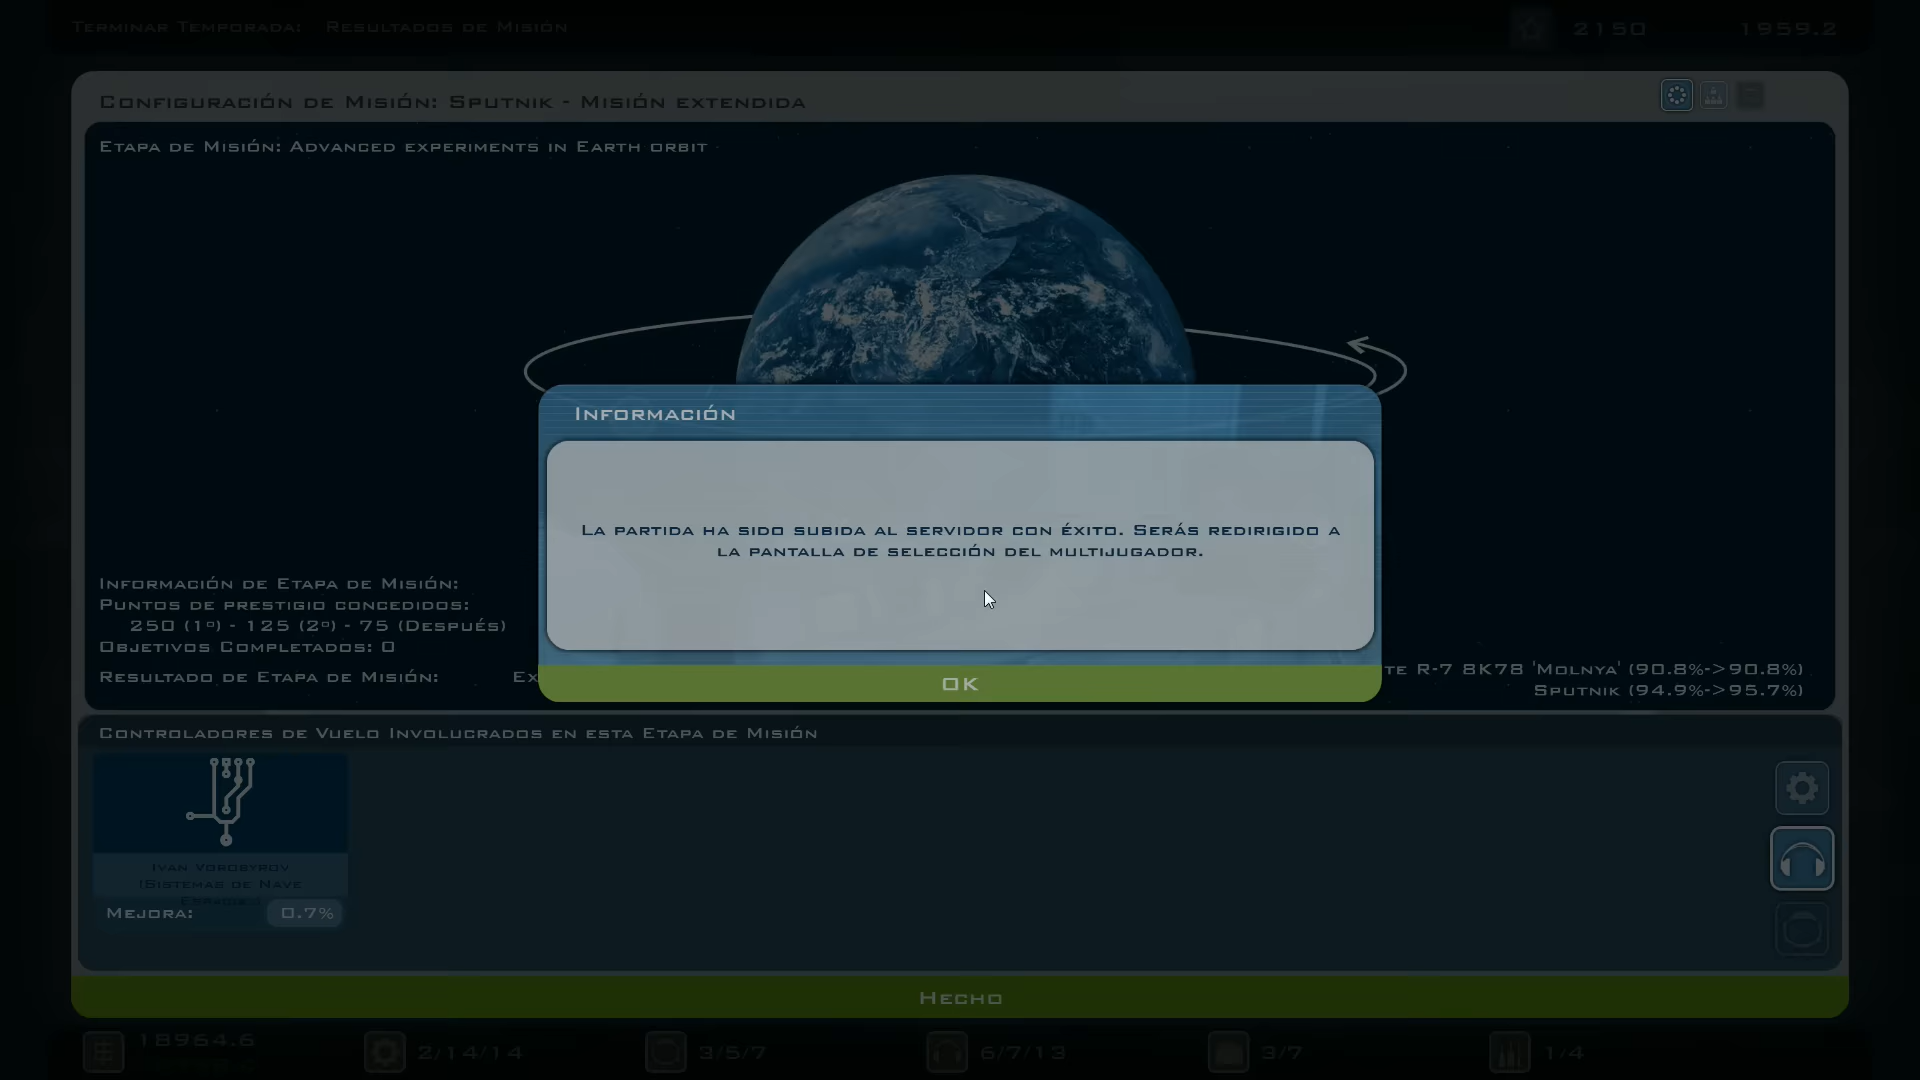 Terminar Temporada: Resultados de Misión
2150
1959.2
Configuración de Misión: Sputnik - Misión extendida
Etapa de Misión: Advanced experiments in Earth orbit
Información
La partida ha sido subida al servidor con éxito. Serás redirigido a
la pantalla de selección del multijugador.
OK
Información de Etapa de Misión:
Puntos de prestigio concedidos:
250 (1º) - 125 (2º) - 75 (Después)
Objetivos Completados: 0
Resultado de Etapa de Misión:
R-7 8K78 'Molnya' (90.8%->90.8%)
Sputnik (94.9%->95.7%)
Controladores de Vuelo Involucrados en esta Etapa de Misión
Ivan Vorobyrov
(Sistemas de Nave
Mejora: 0.7%
Hecho
18964.6
2/14/14
3/5/7
6/7/13
3/7
1/4